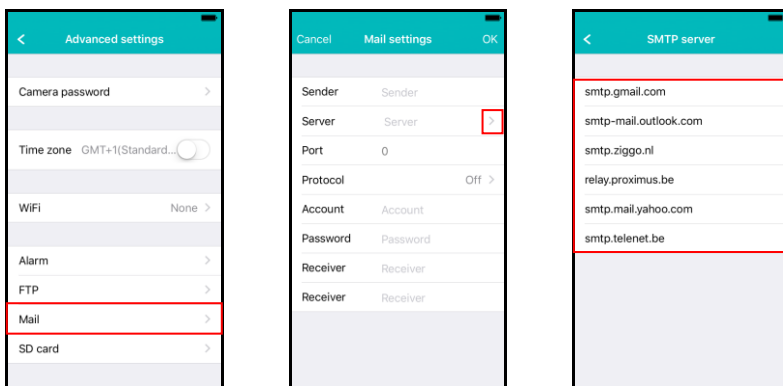 Advanced settings
Camera password
Time zone GMT+1(Standard...
WiFi None
Alarm
FTP
Mail
SD card
Cancel Mail settings OK
Sender Sender
Server Server
Port 0
Protocol Off
Account Account
Password Password
Receiver Receiver
Receiver Receiver
SMTP server
smtp.gmail.com
smtp-mail.outlook.com
smtp.ziggo.nl
relay.proximus.be
smtp.mail.yahoo.com
smtp.telenet.be